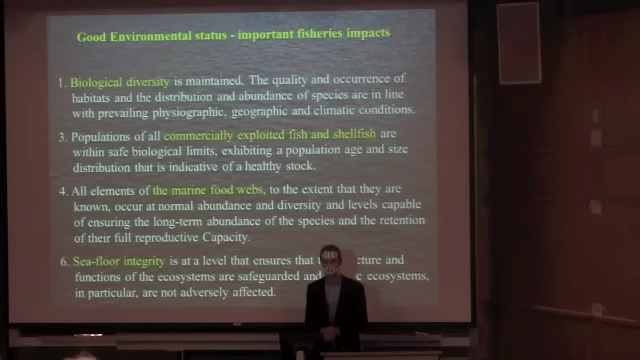 Good Environmental status - important fisheries impacts
1. Biological diversity is maintained. The quality and occurrence of
habitats and the distribution and abundance of species are in line
with prevailing physiographic, geographic and climatic conditions.
3. Populations of all commercially exploited fish and shellfish are
within safe biological limits, exhibiting a population age and size
distribution that is indicative of a healthy stock.
4. All elements of the marine food webs, to the extent that they are
known, occur at normal abundance and diversity and levels capable
of ensuring the long-term abundance of the species and the retention
of their full reproductive Capacity.
6. Sea-floor integrity is at a level that ensures that cture and
functions of the ecosystems are safeguarded and c ecosystems,
in particular, are not adversely affected.